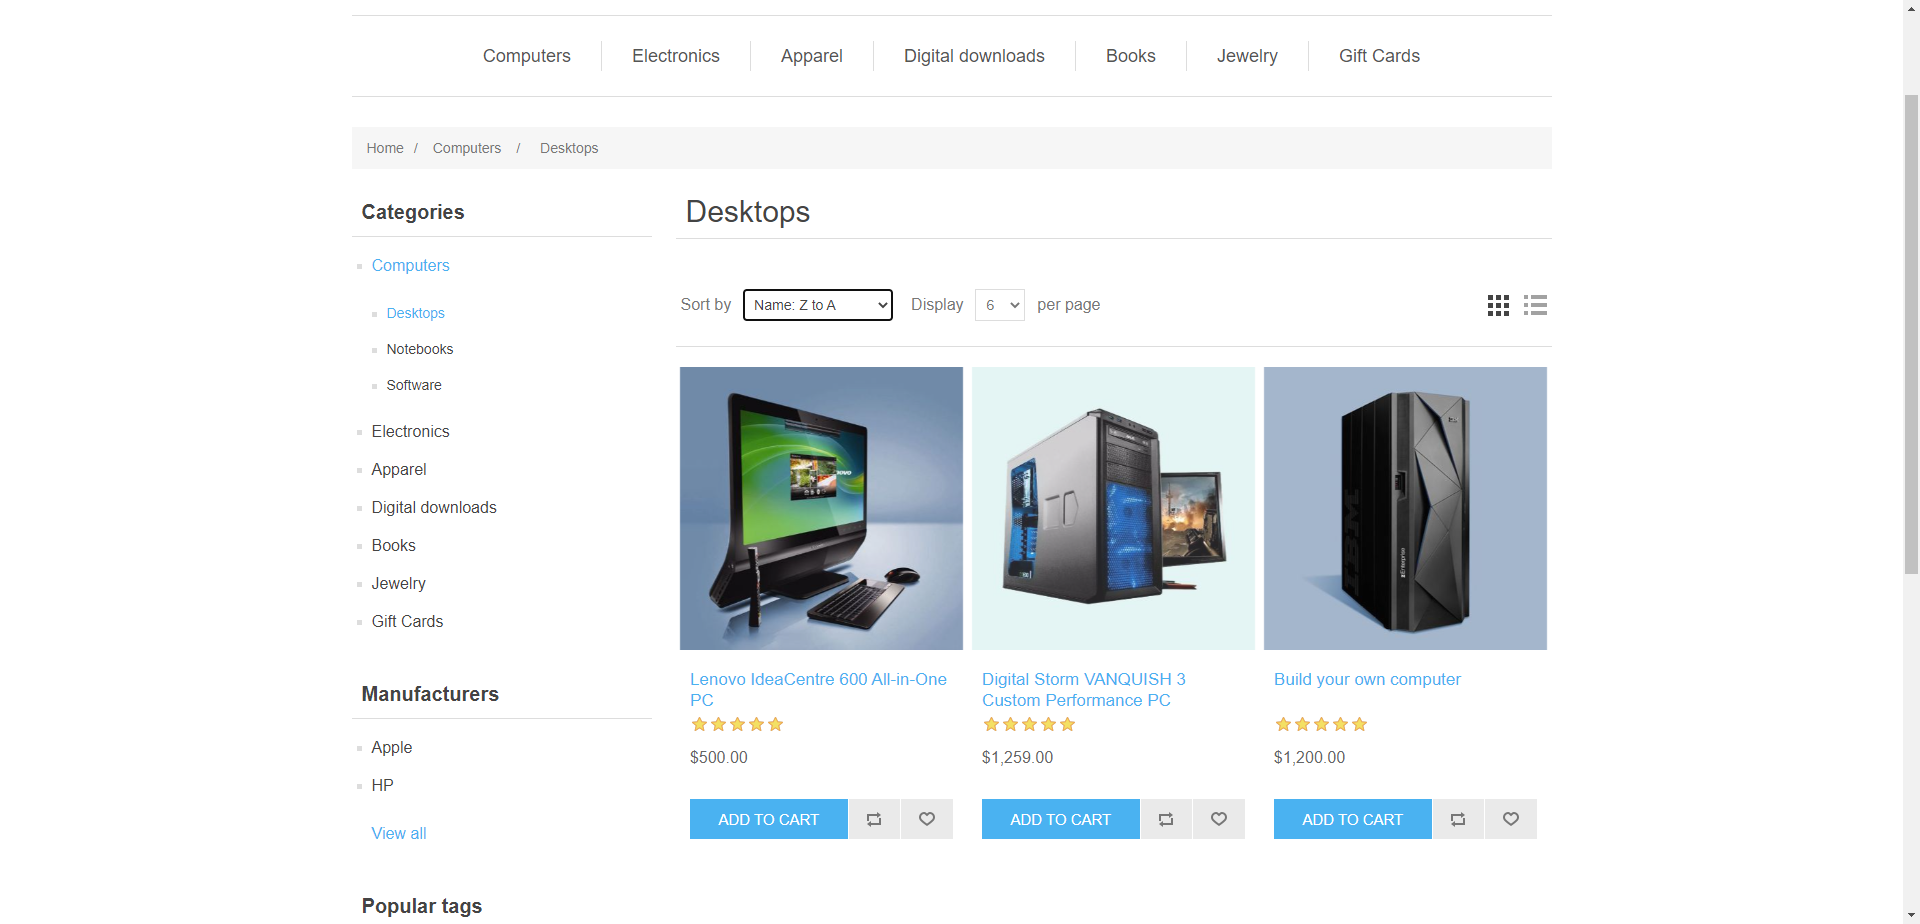 Computers Electronics Apparel Digital downloads Books Jewelry Gift Cards
Home / Computers / Desktops
Categories
Computers
Desktops
Notebooks
Software
Electronics
Apparel
Digital downloads
Books
Jewelry
Gift Cards
Manufacturers
Apple
HP
View all
Popular tags
Desktops
Sort by Name: Z to A Display 6 per page
IBM
zEnterprise
Lenovo IdeaCentre 600 All-in-One
PC
$500.00
ADD TO CART
Digital Storm VANQUISH 3
Custom Performance PC
$1,259.00
ADD TO CART
Build your own computer
$1,200.00
ADD TO CART